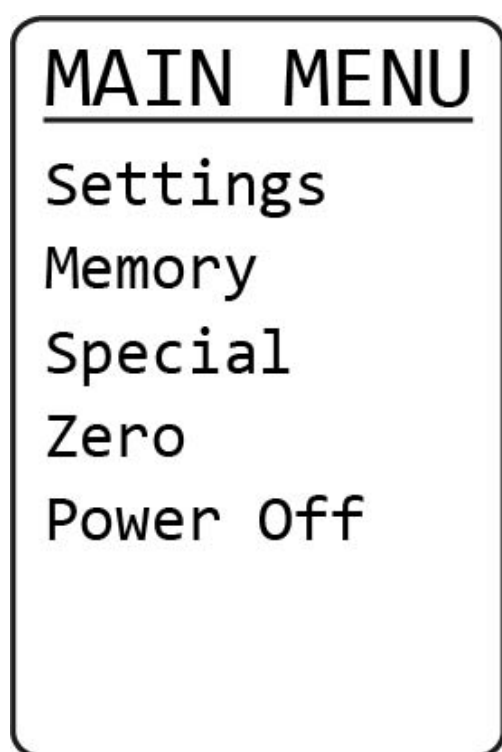 MAIN MENU
Settings
Memory
Special
Zero
Power Off